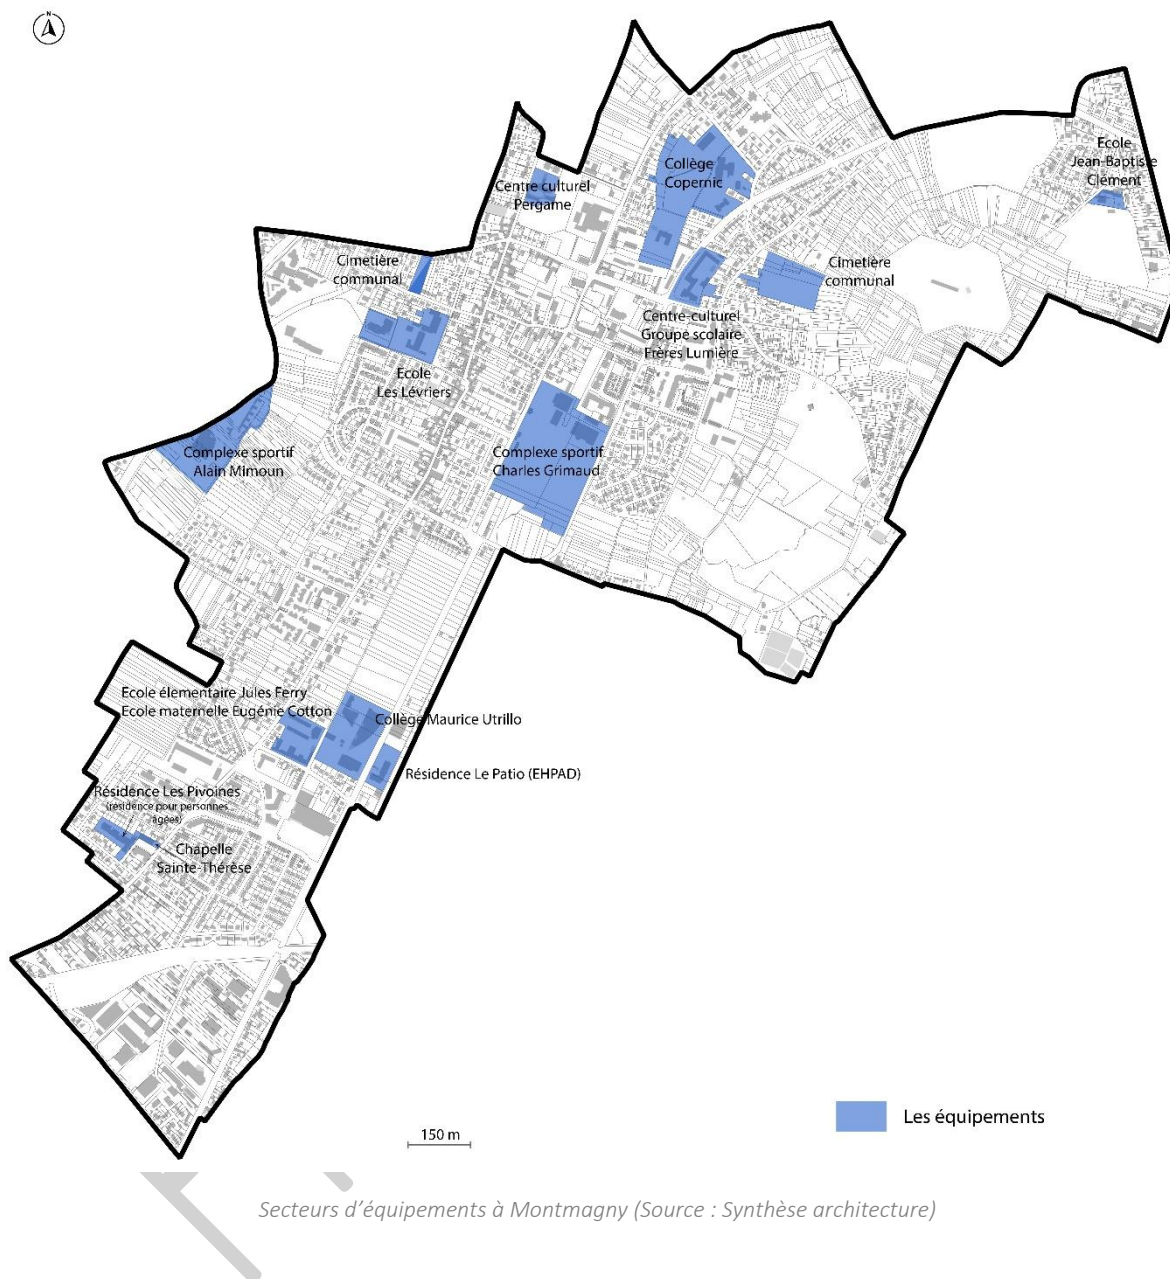 N
Ecole
Jean-Baptiste
Clément
Collège
Copernic
Centre culturel
Pergame
Cimetière
communal
Cimetière
communal
Centre-culturel
Groupe scolaire
Frères Lumière
Ecole
Les Lévriers
Complexe sportif
Alain Mimoun
Complexe sportif
Charles Grimaud
Ecole élementaire Jules Ferry
Ecole maternelle Eugénie Cotton
Collège Maurice Utrillo
Résidence Le Patio (EHPAD)
Résidence Les Pivoines
(résidence pour personnes
agées)
Chapelle
Sainte-Thérèse
150 m
Les équipements
Secteurs d'équipements à Montmagny (Source : Synthèse architecture)